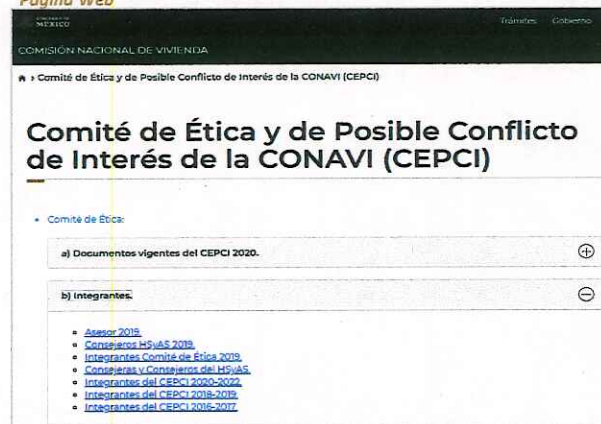 Página Web
GOBIERNO DE
MÉXICO
Trámites Gobierno
COMISIÓN NACIONAL DE VIVIENDA
> Comité de Ética y de Posible Conflicto de Interés de la CONAVI (CEPCI)
Comité de Ética y de Posible Conflicto
de Interés de la CONAVI (CEPCI)
• Comité de Ética:
a) Documentos vigentes del CEPCI 2020.
b) Integrantes.
Asesor 2019.
Consejeros HSyAS 2019.
Integrantes Comité de Ética 2019.
Consejeras y Consejeros del HSyAS.
Integrantes del CEPCI 2020-2022.
Integrantes del CEPCI 2018-2019.
Integrantes del CEPCI 2016-2017.